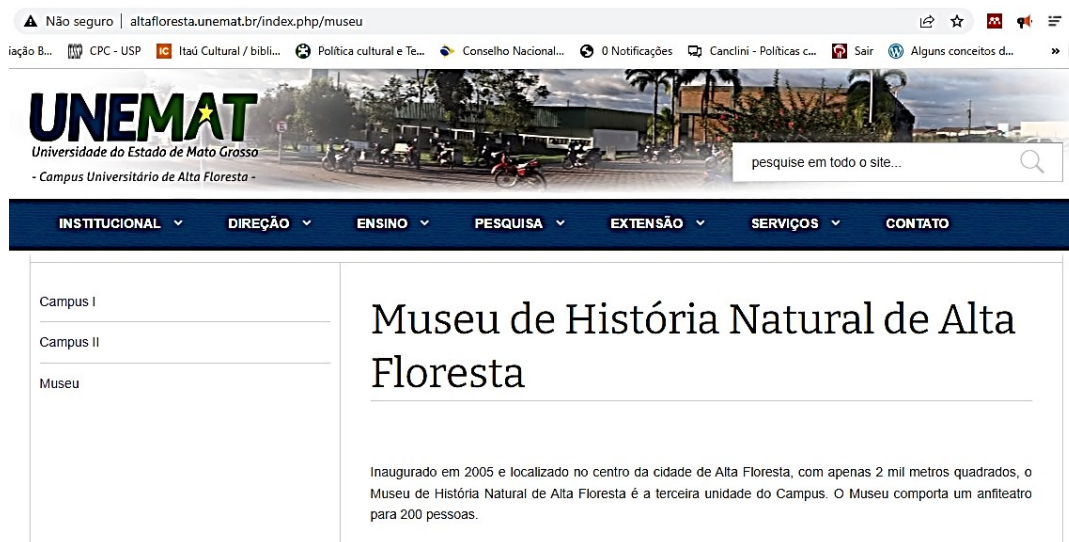 Não seguro | altafloresta.unemat.br/index.php/museu
iação B... CPC - USP Itaú Cultural / bibli... Política cultural e Te... Conselho Nacional... 0 Notificações Canclini - Políticas c... Sair Alguns conceitos d... »
UNEMAT
Universidade do Estado de Mato Grosso
- Campus Universitário de Alta Floresta -
pesquise em todo o site...
INSTITUCIONAL DIREÇÃO ENSINO PESQUISA EXTENSÃO SERVIÇOS CONTATO
Campus I
Campus II
Museu
Museu de História Natural de Alta
Floresta
Inaugurado em 2005 e localizado no centro da cidade de Alta Floresta, com apenas 2 mil metros quadrados, o
Museu de História Natural de Alta Floresta é a terceira unidade do Campus. O Museu comporta um anfiteatro
para 200 pessoas.